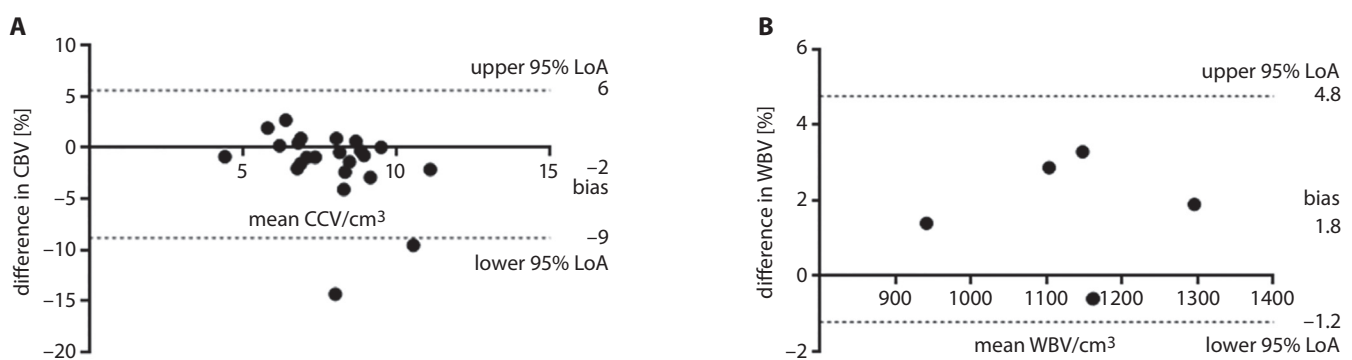 A
10
5
0
–5
–10
–15
–20
difference in CBV [%]
5
10
15
mean CCV/cm³
upper 95% LoA
6
–2
bias
–9
lower 95% LoA
B
6
4
2
0
–2
difference in WBV [%]
900
1000
1100
1200
1300
1400
mean WBV/cm³
upper 95% LoA
4.8
bias
1.8
–1.2
lower 95% LoA